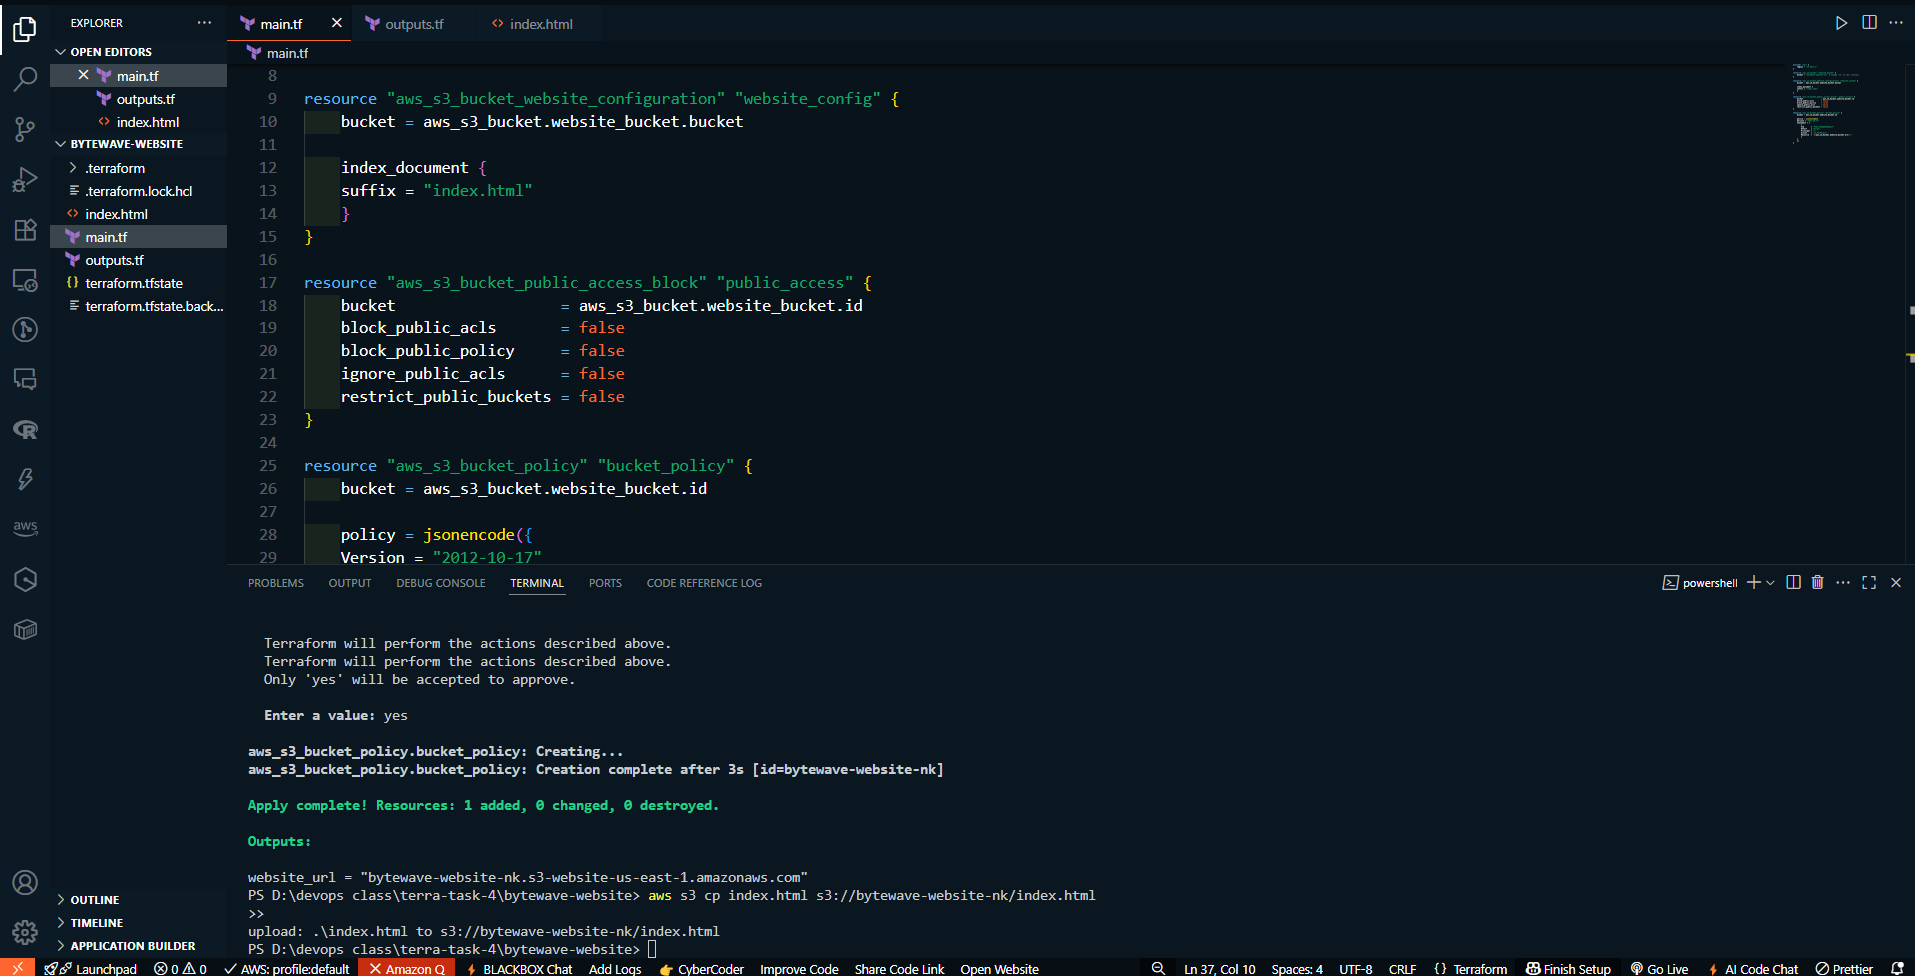 EXPLORER
OPEN EDITORS
main.tf
outputs.tf
index.html
BYTEWAVE-WEBSITE
.terraform
.terraform.lock.hcl
index.html
main.tf
outputs.tf
terraform.tfstate
terraform.tfstate.back...
OUTLINE
TIMELINE
APPLICATION BUILDER
aws
main.tf outputs.tf index.html
main.tf
8
9 resource "aws_s3_bucket_website_configuration" "website_config" {
10 bucket = aws_s3_bucket.website_bucket.bucket
11
12 index_document {
13 suffix = "index.html"
14 }
15 }
16
17 resource "aws_s3_bucket_public_access_block" "public_access" {
18 bucket = aws_s3_bucket.website_bucket.id
19 block_public_acls = false
20 block_public_policy = false
21 ignore_public_acls = false
22 restrict_public_buckets = false
23 }
24
25 resource "aws_s3_bucket_policy" "bucket_policy" {
26 bucket = aws_s3_bucket.website_bucket.id
27
28 policy = jsonencode({
29 Version = "2012-10-17"
PROBLEMS OUTPUT DEBUG CONSOLE TERMINAL PORTS CODE REFERENCE LOG
powershell
Terraform will perform the actions described above.
Terraform will perform the actions described above.
Only 'yes' will be accepted to approve.
Enter a value: yes
aws_s3_bucket_policy.bucket_policy: Creating...
aws_s3_bucket_policy.bucket_policy: Creation complete after 3s [id=bytewave-website-nk]
Apply complete! Resources: 1 added, 0 changed, 0 destroyed.
Outputs:
website_url = "bytewave-website-nk.s3-website-us-east-1.amazonaws.com"
PS D:\devops class\terra-task-4\bytewave-website> aws s3 cp index.html s3://bytewave-website-nk/index.html
>>
upload: .\index.html to s3://bytewave-website-nk/index.html
PS D:\devops class\terra-task-4\bytewave-website>
Launchpad 0 0 AWS: profile:default Amazon Q BLACKBOX Chat Add Logs CyberCoder Improve Code Share Code Link Open Website Ln 37, Col 10 Spaces: 4 UTF-8 CRLF {} Terraform Finish Setup Go Live AI Code Chat Prettier